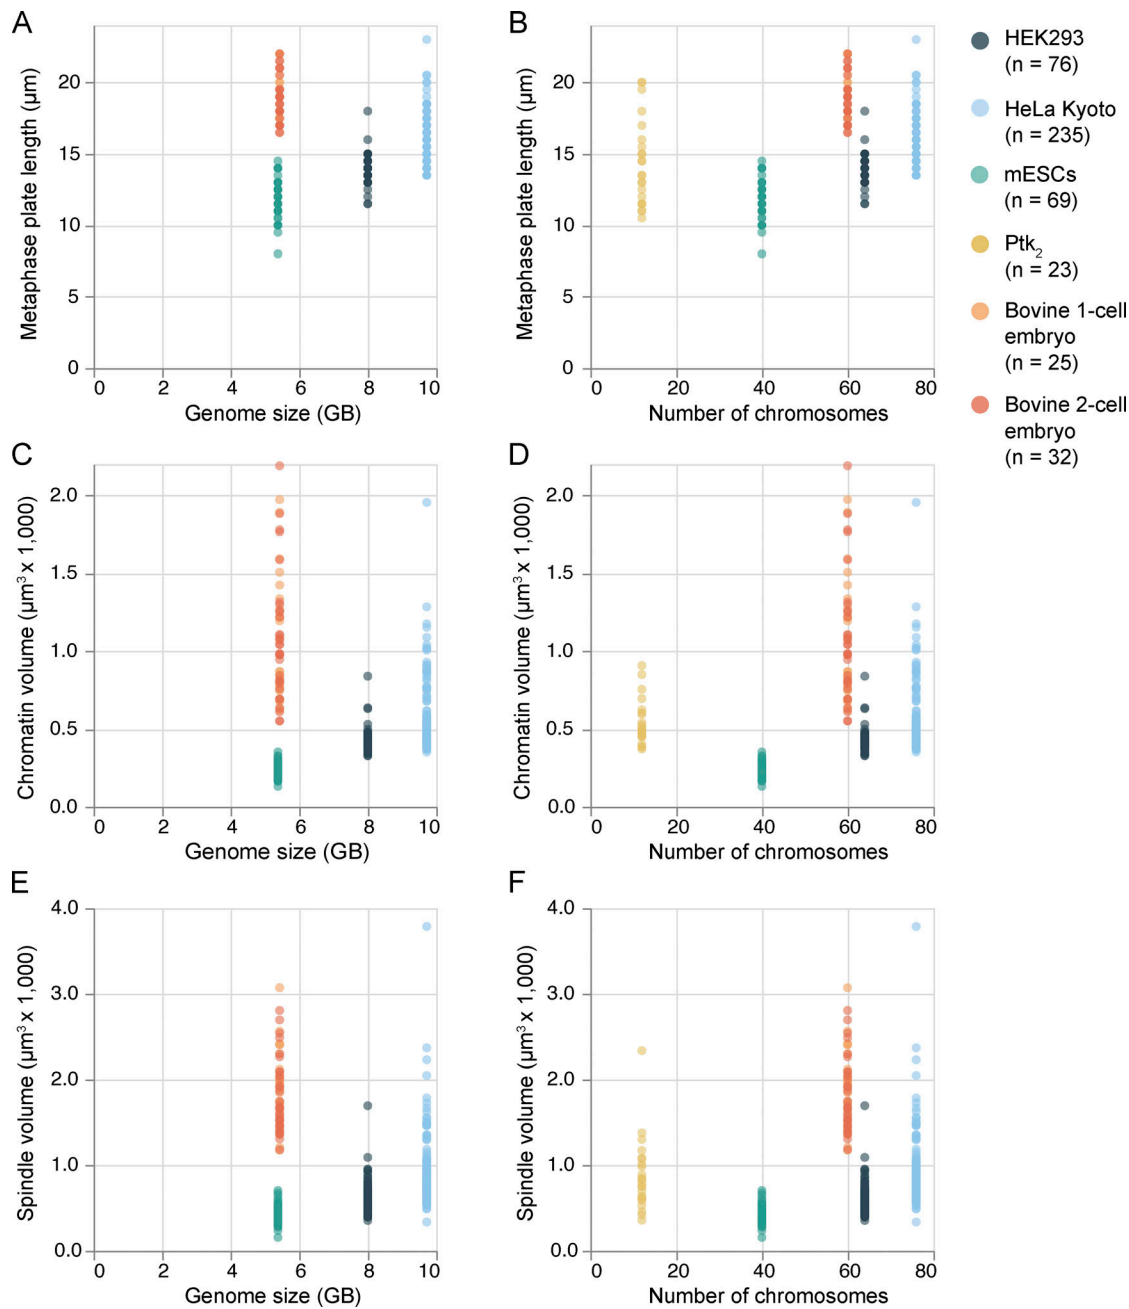 A
Metaphase plate length (µm)
20
15
10
5
0
0 2 4 6 8 10
Genome size (GB)
B
Metaphase plate length (µm)
20
15
10
5
0
0 20 40 60 80
Number of chromosomes
HEK293
(n = 76)
HeLa Kyoto
(n = 235)
mESCs
(n = 69)
Ptk₂
(n = 23)
Bovine 1-cell
embryo
(n = 25)
Bovine 2-cell
embryo
(n = 32)
C
Chromatin volume (µm³ x 1,000)
2.0
1.5
1.0
0.5
0.0
0 2 4 6 8 10
Genome size (GB)
D
Chromatin volume (µm³ x 1,000)
2.0
1.5
1.0
0.5
0.0
0 20 40 60 80
Number of chromosomes
E
Spindle volume (µm³ x 1,000)
4.0
3.0
2.0
1.0
0.0
0 2 4 6 8 10
Genome size (GB)
F
Spindle volume (µm³ x 1,000)
4.0
3.0
2.0
1.0
0.0
0 20 40 60 80
Number of chromosomes